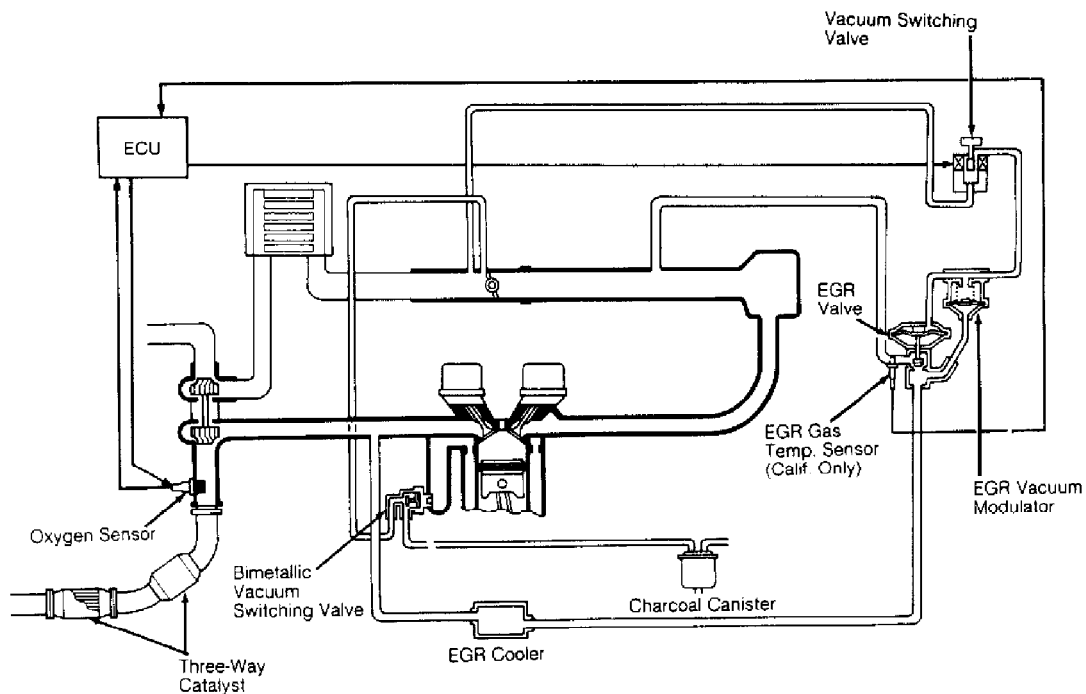 Vacuum Switching
Valve
ECU
EGR
Valve
EGR Gas
Temp. Sensor
(Calif. Only)
EGR Vacuum
Modulator
Oxygen Sensor
Bimetallic
Vacuum
Switching Valve
Charcoal Canister
EGR Cooler
Three-Way
Catalyst